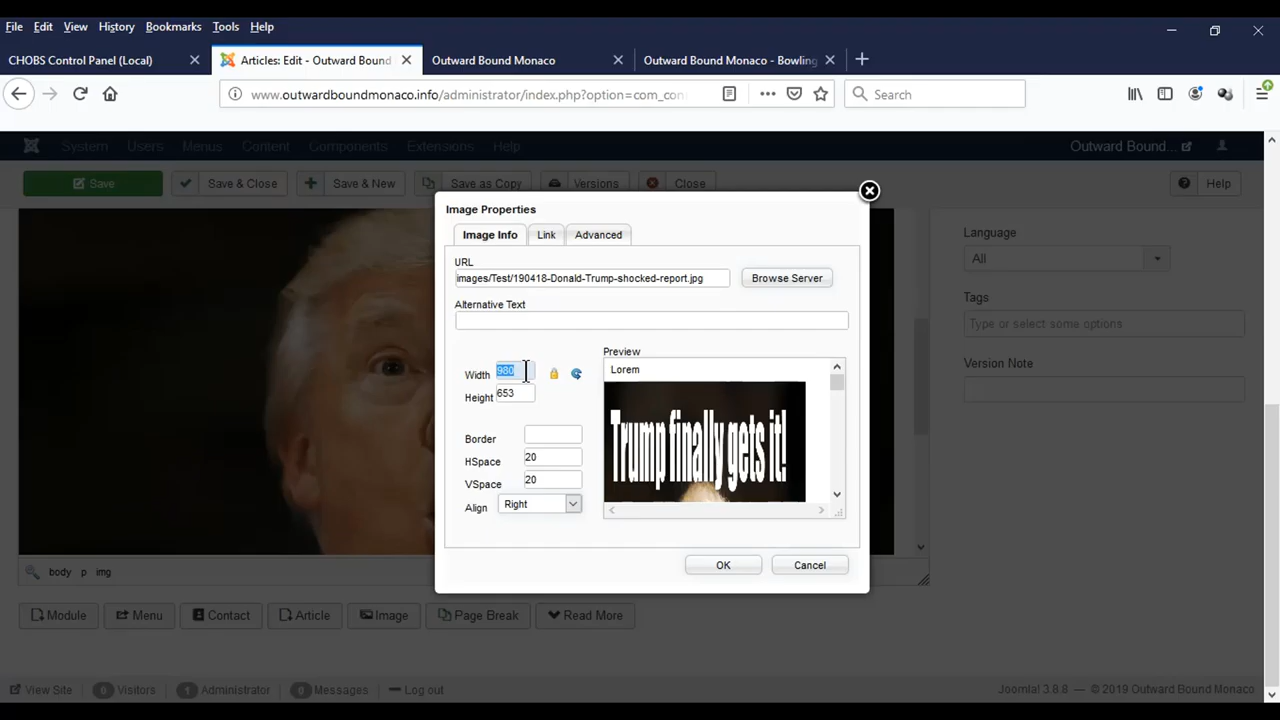 File Edit View History Bookmarks Tools Help
CHOBS Control Panel (Local) Articles: Edit - Outward Bound Outward Bound Monaco Outward Bound Monaco - Bowling
www.outwardboundmonaco.info/administrator/index.php?option=com_con Search
System Users Menus Content Components Extensions Help Outward Bound...
Save Save & Close Save & New Save as Copy Versions Close Help
Image Properties
Image Info Link Advanced
Language
All
URL
images/Test/190418-Donald-Trump-shocked-report.jpg Browse Server
Tags
Alternative Text
Type or select some options
Preview
Version Note
Width 980
Lorem
Height 653
Trump finally gets it!
Border
HSpace 20
VSpace 20
Align Right
OK Cancel
body p img
Module Menu Contact Article Image Page Break Read More
View Site 0 Visitors 1 Administrator 0 Messages Log out Joomla! 3.8.8 — © 2019 Outward Bound Monaco